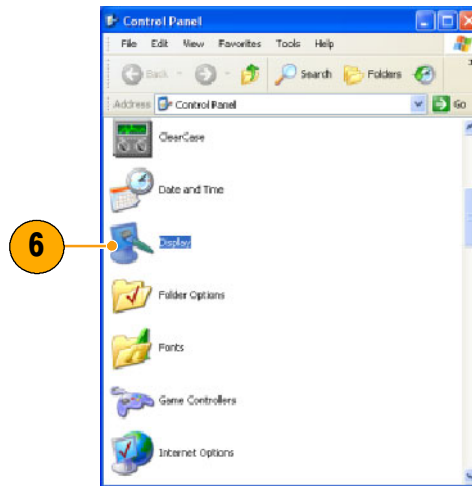 Control Panel
File Edit View Favorites Tools Help
Back Search Folders
Address Control Panel Go
ClearCase
Date and Time
6
Display
Folder Options
Fonts
Game Controllers
Internet Options